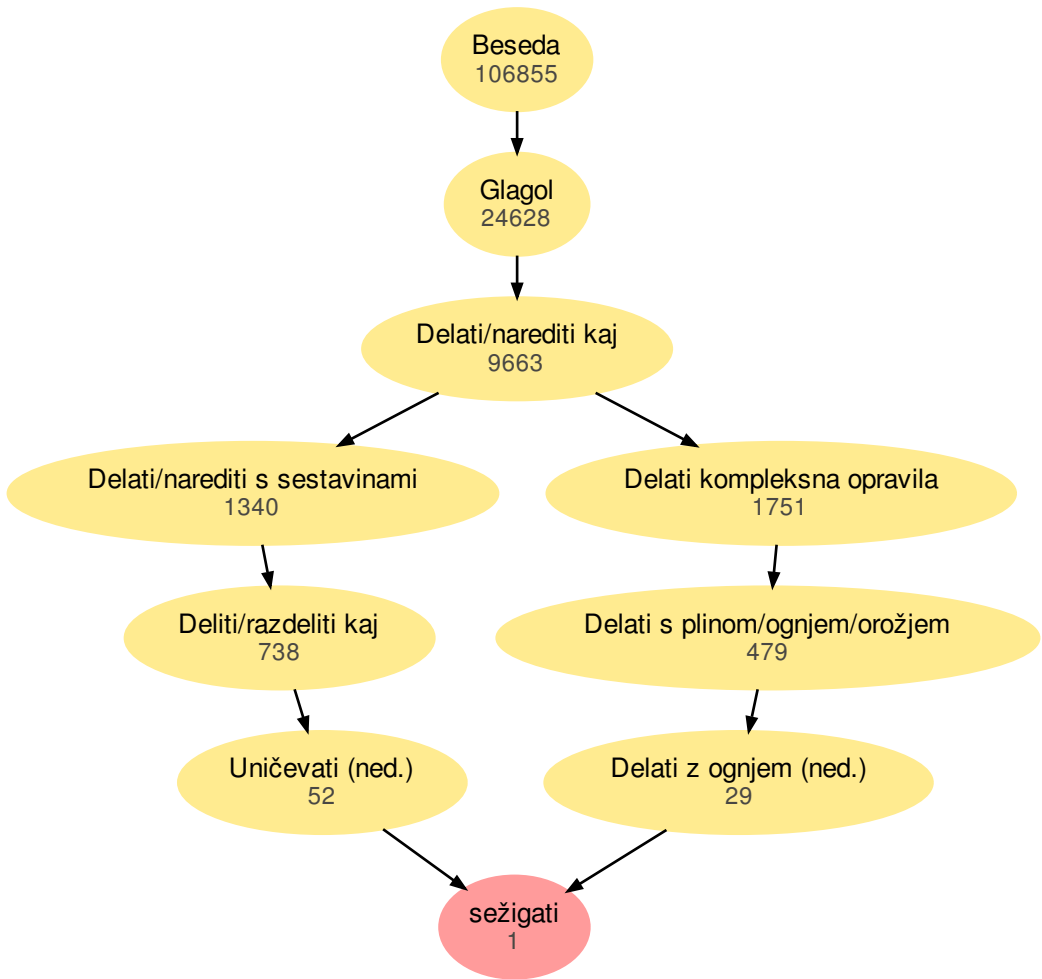 Beseda
106855
Glagol
24628
Delati/narediti kaj
9663
Delati/narediti s sestavinami
1340
Delati kompleksna opravila
1751
Deliti/razdeliti kaj
738
Delati s plinom/ognjem/orožjem
479
Uničevati (ned.)
52
Delati z ognjem (ned.)
29
sežigati
1